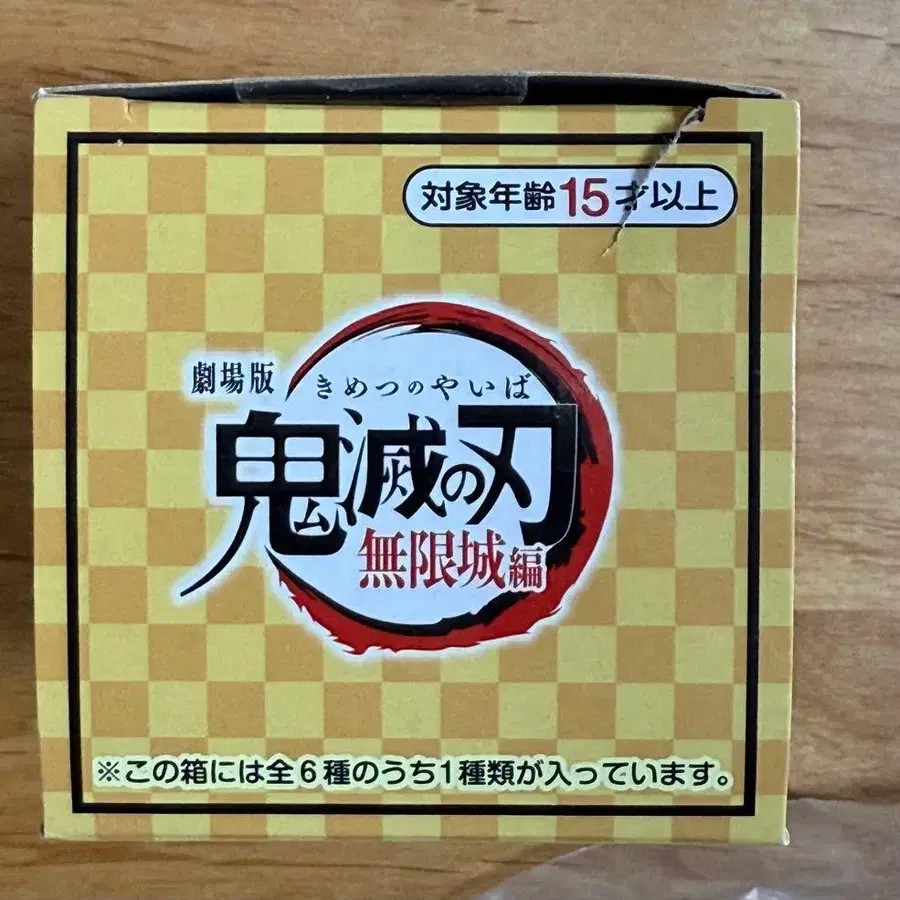 対象年齢15才以上
劇場版 きめつのやいば
鬼滅の刃
無限城編
※この箱には全6種のうち1種類が入っています。